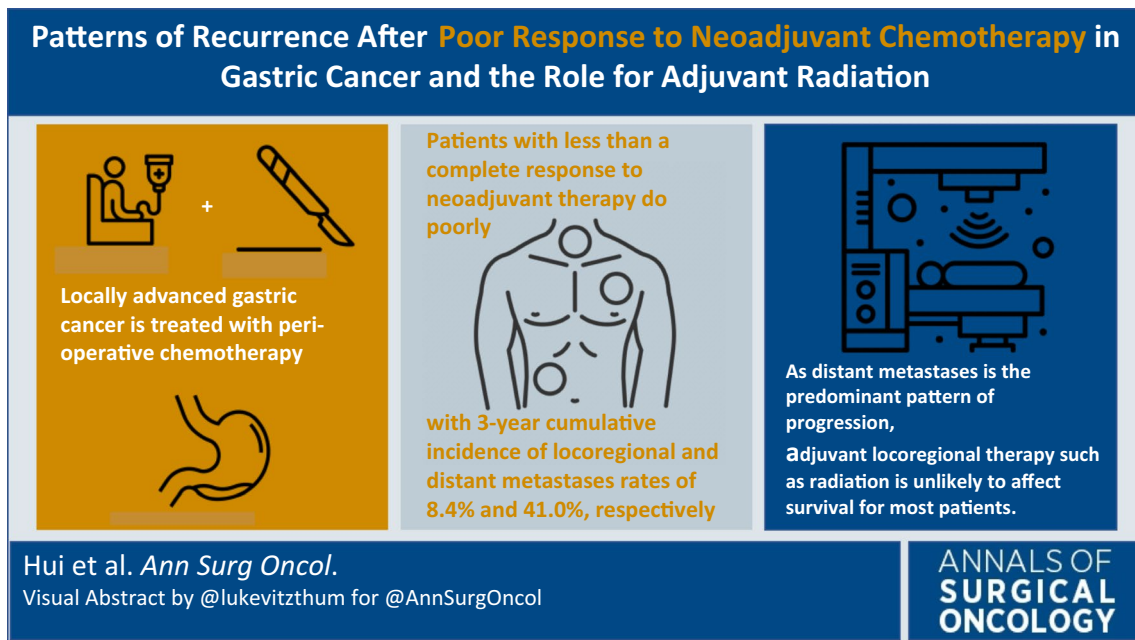 Patterns of Recurrence After Poor Response to Neoadjuvant Chemotherapy in
Gastric Cancer and the Role for Adjuvant Radiation
+
Locally advanced gastric
cancer is treated with peri-
operative chemotherapy
Patients with less than a
complete response to
neoadjuvant therapy do
poorly
with 3-year cumulative
incidence of locoregional and
distant metastases rates of
8.4% and 41.0%, respectively
As distant metastases is the
predominant pattern of
progression,
adjuvant locoregional therapy such
as radiation is unlikely to affect
survival for most patients.
Hui et al. Ann Surg Oncol.
Visual Abstract by @lukevitzthum for @AnnSurgOncol
ANNALS OF
SURGICAL
ONCOLOGY